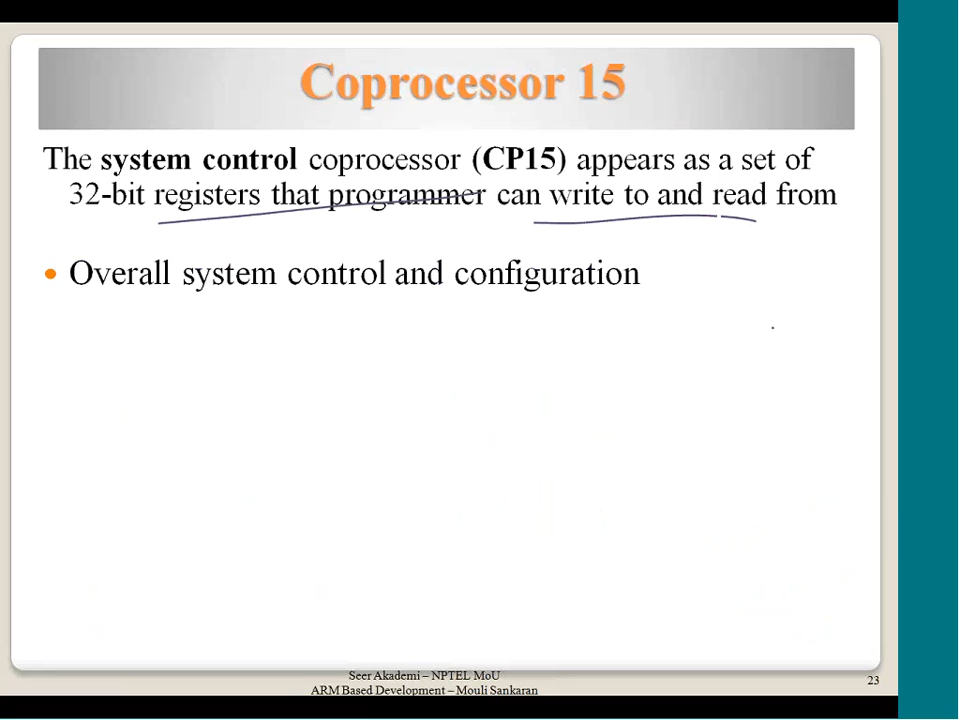 Coprocessor 15
The system control coprocessor (CP15) appears as a set of
32-bit registers that programmer can write to and read from
• Overall system control and configuration
Seer Akademi – NPTEL MoU
ARM Based Development – Mouli Sankaran
23